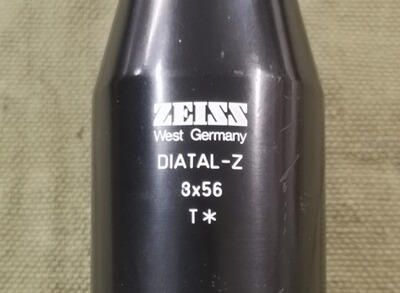 ZEISS
West Germany
DIATAL-Z
8x56
T*